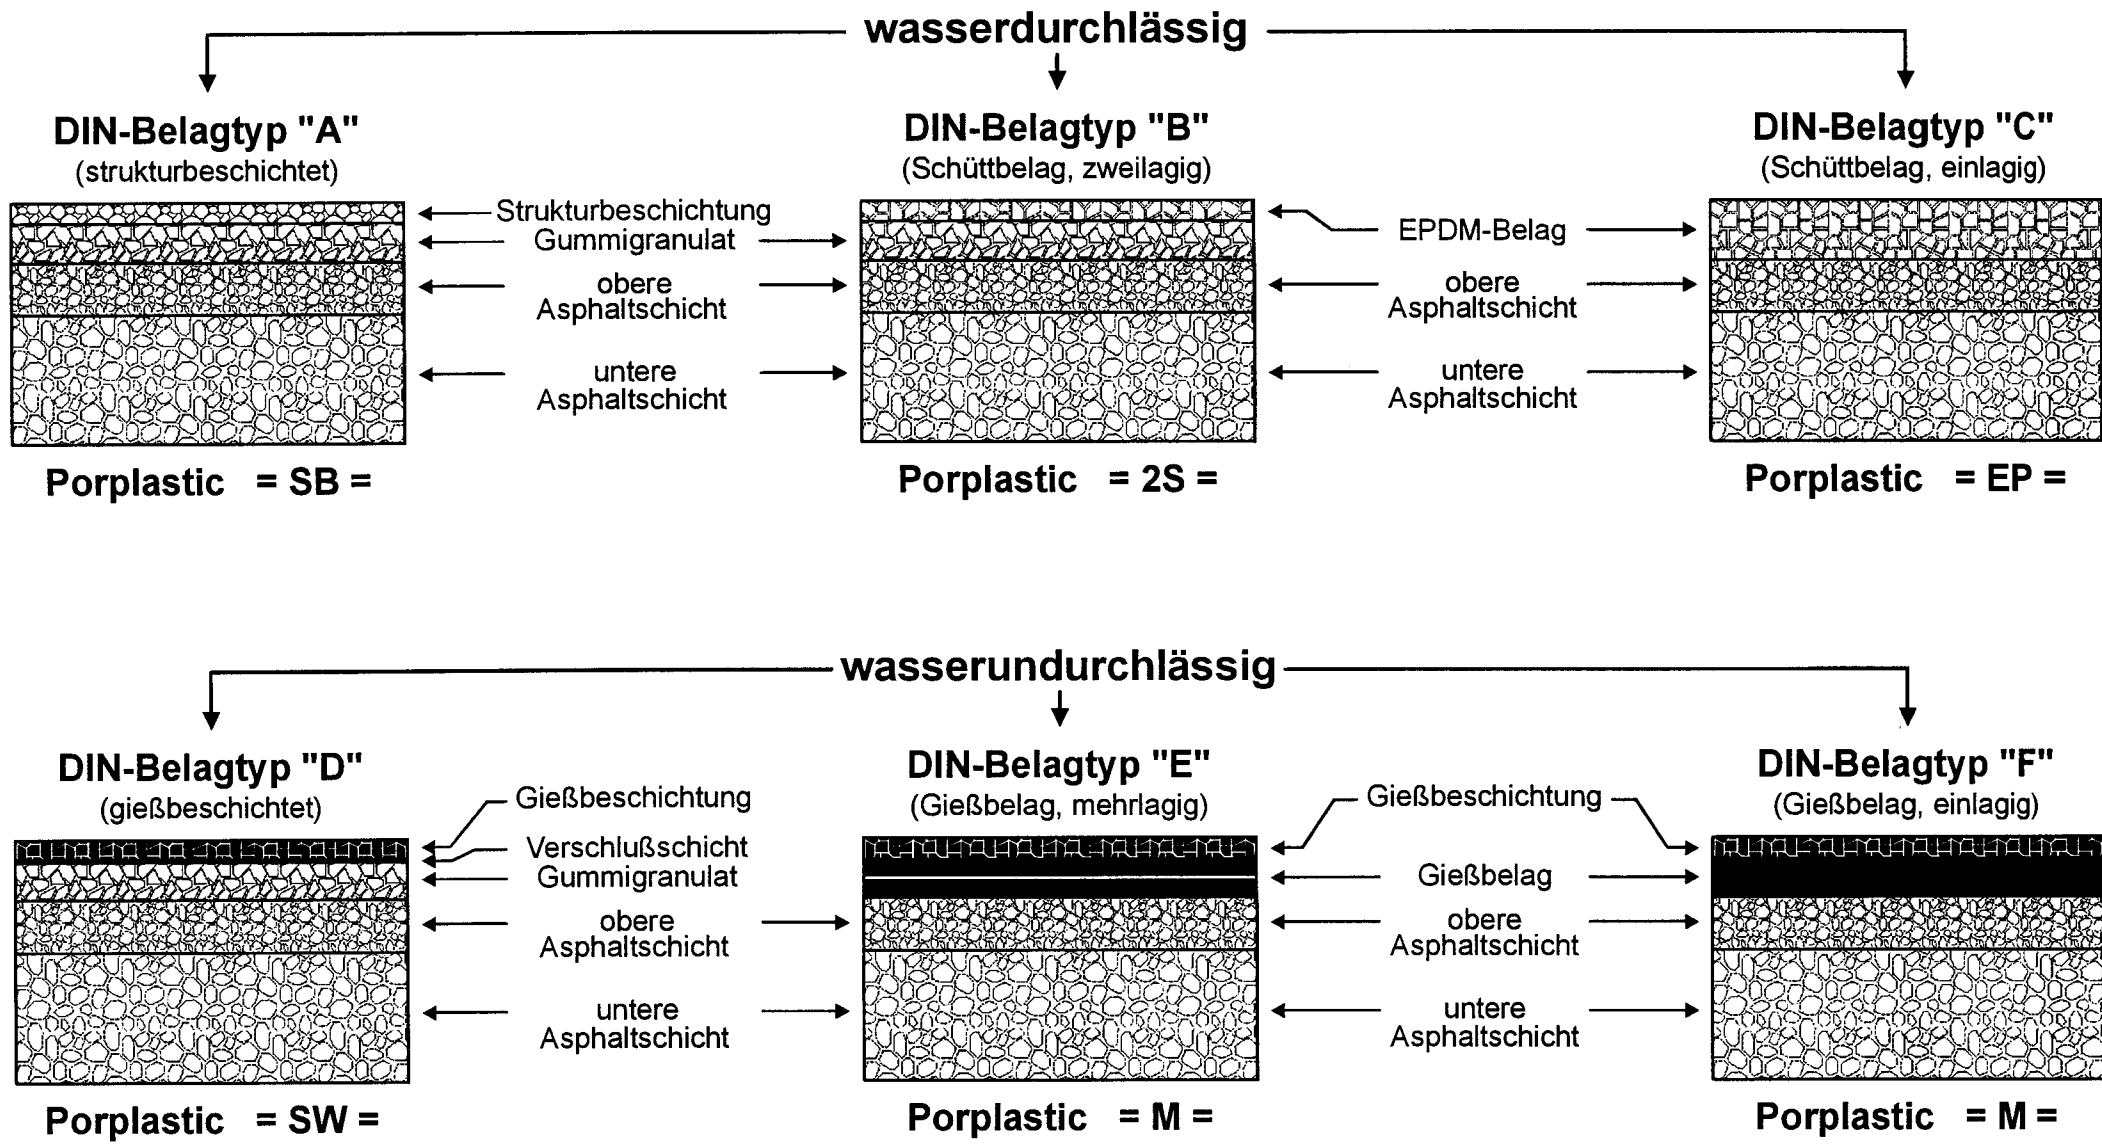 wasserdurchlässig
DIN-Belagtyp "A"
(strukturbeschichtet)
DIN-Belagtyp "B"
(Schüttbelag, zweilagig)
DIN-Belagtyp "C"
(Schüttbelag, einlagig)
Strukturbeschichtung
Gummigranulat
obere
Asphaltschicht
untere
Asphaltschicht
EPDM-Belag
obere
Asphaltschicht
untere
Asphaltschicht
Porplastic = SB =
Porplastic = 2S =
Porplastic = EP =
wasserundurchlässig
DIN-Belagtyp "D"
(gießbeschichtet)
DIN-Belagtyp "E"
(Gießbelag, mehrlagig)
DIN-Belagtyp "F"
(Gießbelag, einlagig)
Gießbeschichtung
Verschlußschicht
Gummigranulat
obere
Asphaltschicht
untere
Asphaltschicht
Gießbeschichtung
Gießbelag
obere
Asphaltschicht
untere
Asphaltschicht
Porplastic = SW =
Porplastic = M =
Porplastic = M =